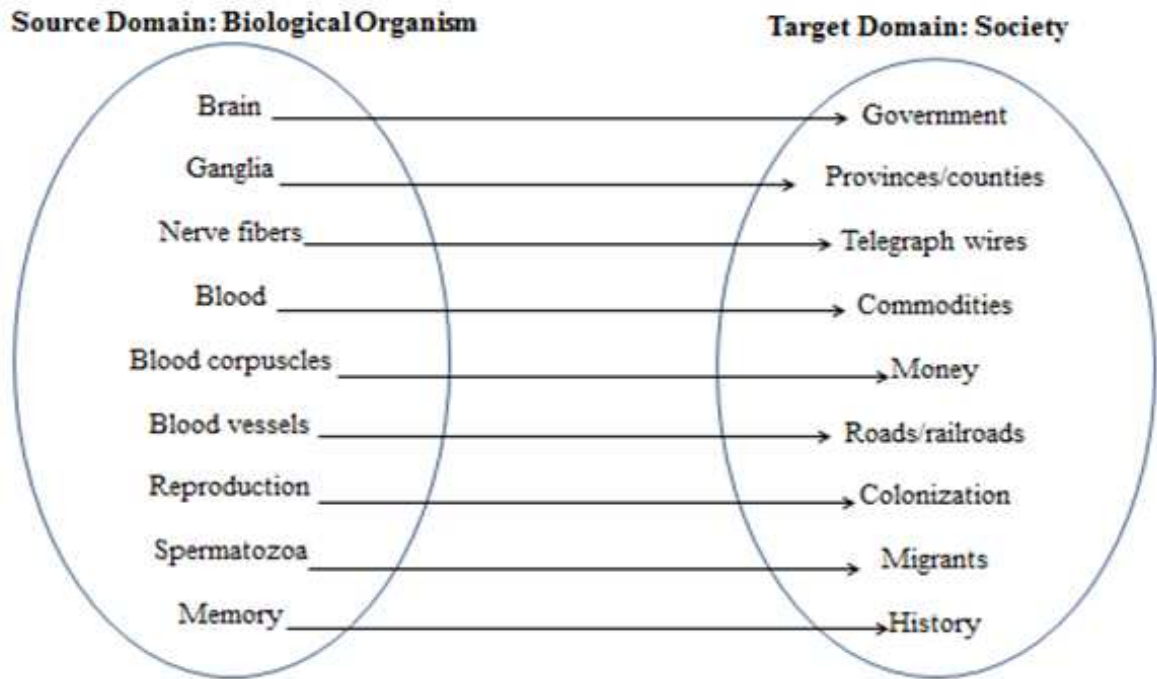 Source Domain: Biological Organism
Target Domain: Society
Brain
Government
Ganglia
Provinces/counties
Nerve fibers
Telegraph wires
Blood
Commodities
Blood corpuscles
Money
Blood vessels
Roads/railroads
Reproduction
Colonization
Spermatozoa
Migrants
Memory
History